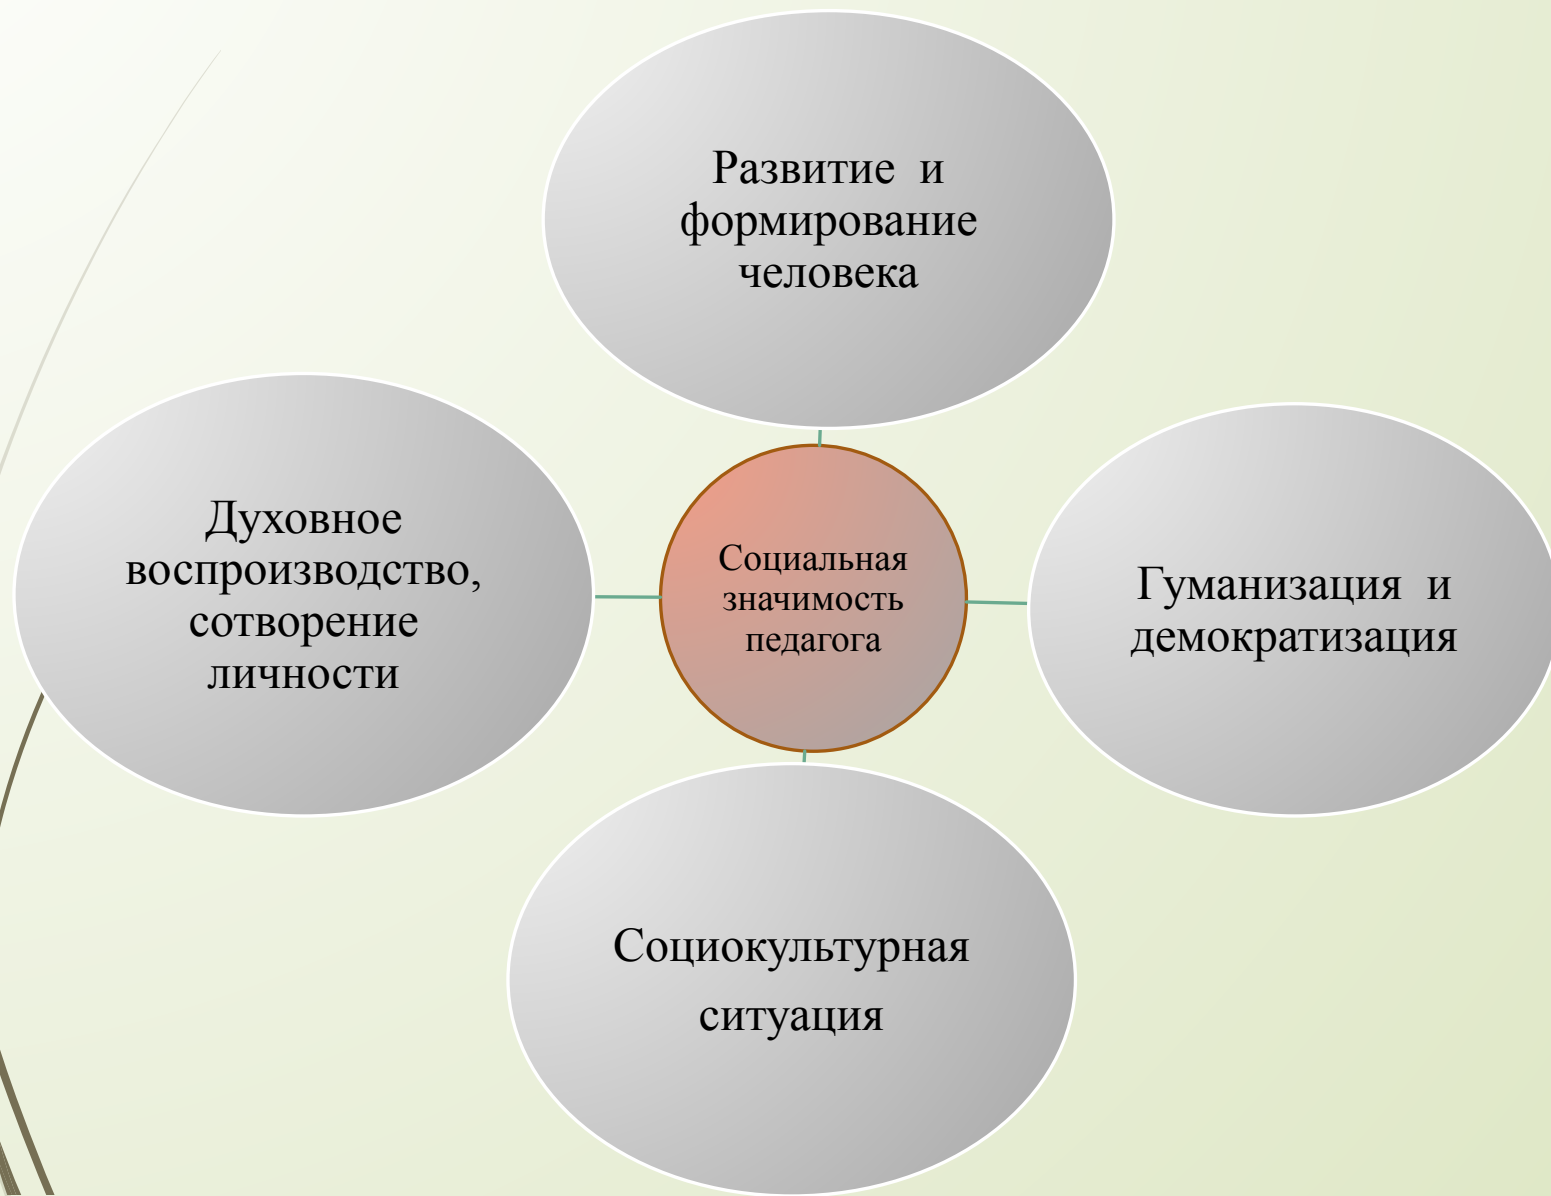 Развитие и
формирование
человека
Духовное
воспроизводство,
сотворение
личности
Социальная
значимость
педагога
Гуманизация и
демократизация
Социокультурная
ситуация